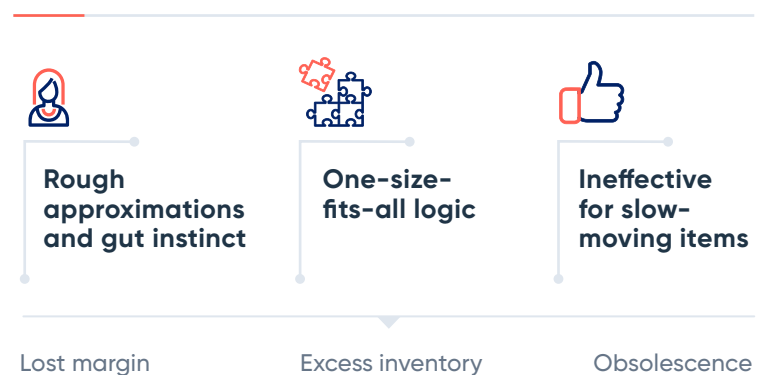 Rough
approximations
and gut instinct
One-size-
fits-all logic
Ineffective
for slow-
moving items
Lost margin
Excess inventory
Obsolescence